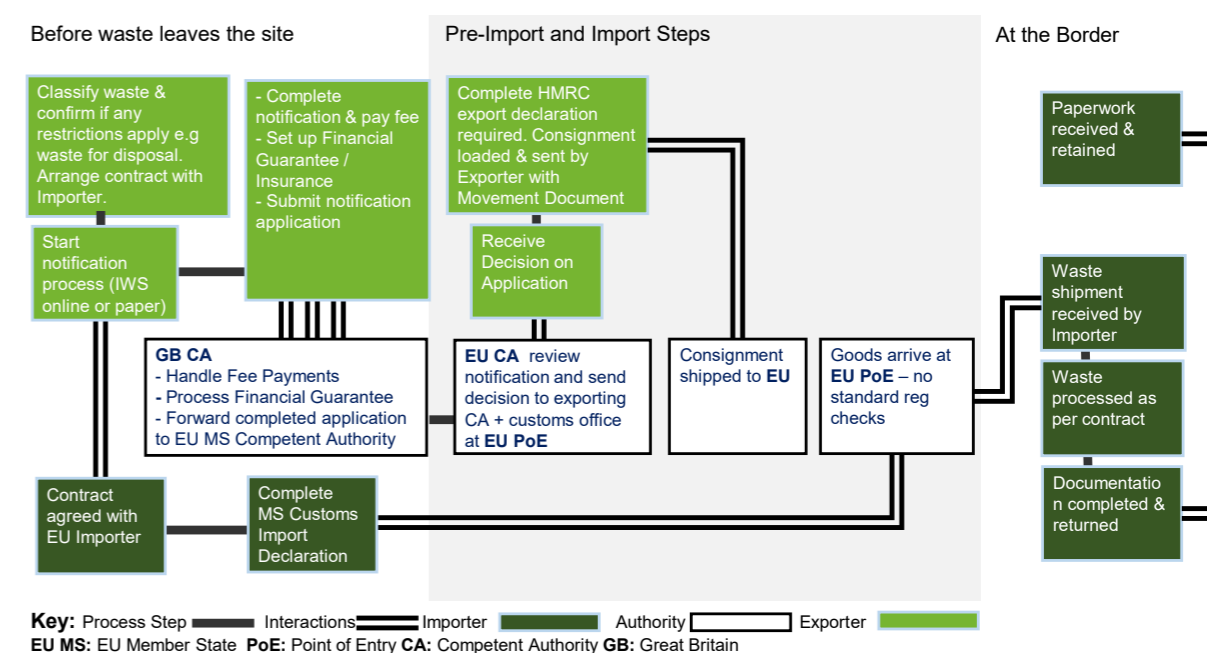 Before waste leaves the site
Pre-Import and Import Steps
At the Border
Classify waste &
confirm if any
restrictions apply e.g
waste for disposal.
Arrange contract with
Importer.
- Complete
notification & pay fee
- Set up Financial
Guarantee /
Insurance
- Submit notification
application
Complete HMRC
export declaration
required. Consignment
loaded & sent by
Exporter with
Movement Document
Paperwork
received &
retained
Start
notification
process (IWS
online or paper)
Receive
Decision on
Application
Waste
shipment
received by
Importer
GB CA
- Handle Fee Payments
- Process Financial Guarantee
- Forward completed application
to EU MS Competent Authority
EU CA review
notification and send
decision to exporting
CA + customs office
at EU PoE
Consignment
shipped to EU
Goods arrive at
EU PoE – no
standard reg
checks
Waste
processed as
per contract
Contract
agreed with
EU Importer
Complete
MS Customs
Import
Declaration
Documentatio
n completed &
returned
Key: Process Step Interactions Importer Authority Exporter
EU MS: EU Member State PoE: Point of Entry CA: Competent Authority GB: Great Britain